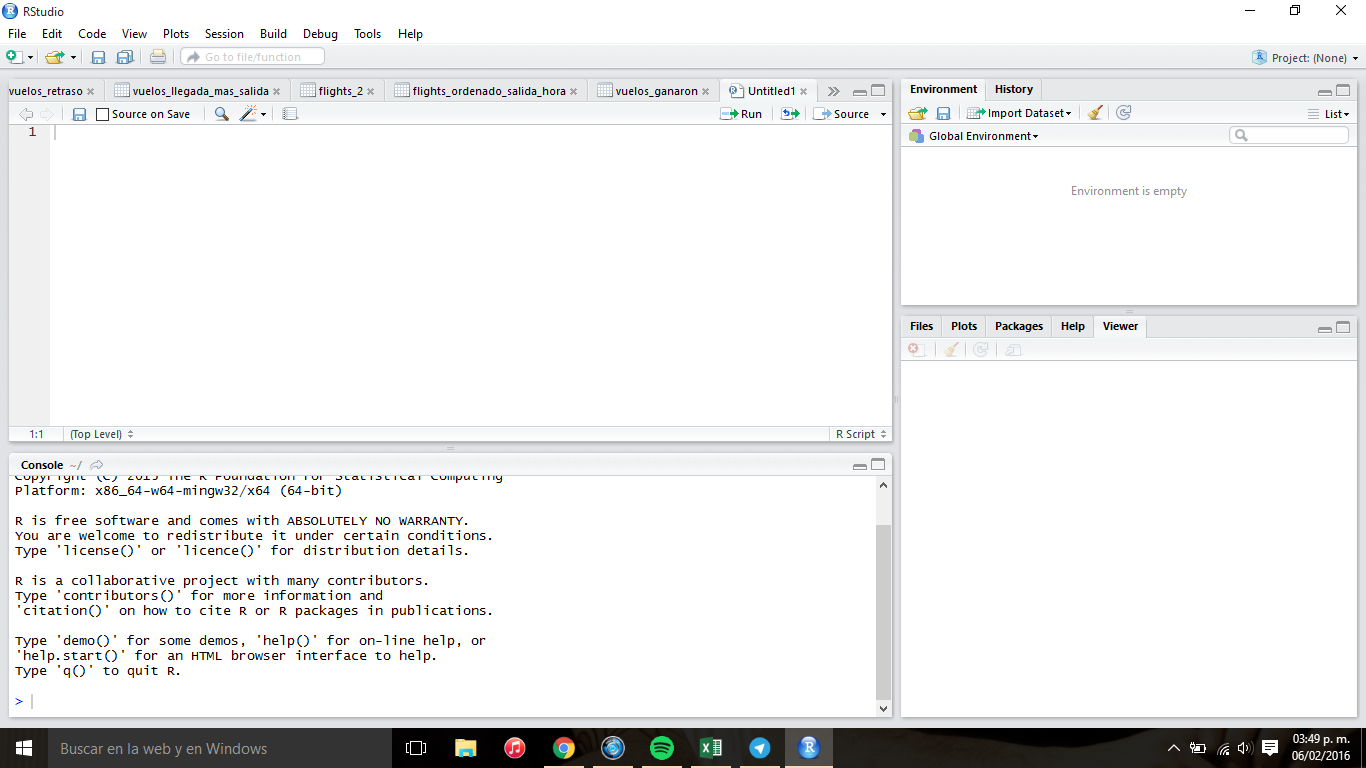 RStudio
File Edit Code View Plots Session Build Debug Tools Help
Go to file/function
Project: (None)
vuelos_retraso vuelos_llegada_mas_salida flights_2 flights_ordenado_salida_hora vuelos_ganaron Untitled1
Source on Save Run Source
1
1:1 (Top Level) R Script
Console ~/
Copyright (C) 2015 The R Foundation for Statistical Computing
Platform: x86_64-w64-mingw32/x64 (64-bit)
R is free software and comes with ABSOLUTELY NO WARRANTY.
You are welcome to redistribute it under certain conditions.
Type 'license()' or 'licence()' for distribution details.
R is a collaborative project with many contributors.
Type 'contributors()' for more information and
'citation()' on how to cite R or R packages in publications.
Type 'demo()' for some demos, 'help()' for on-line help, or
'help.start()' for an HTML browser interface to help.
Type 'q()' to quit R.
>
Environment History
Import Dataset List
Global Environment
Environment is empty
Files Plots Packages Help Viewer
Buscar en la web y en Windows
03:49 p. m.
06/02/2016